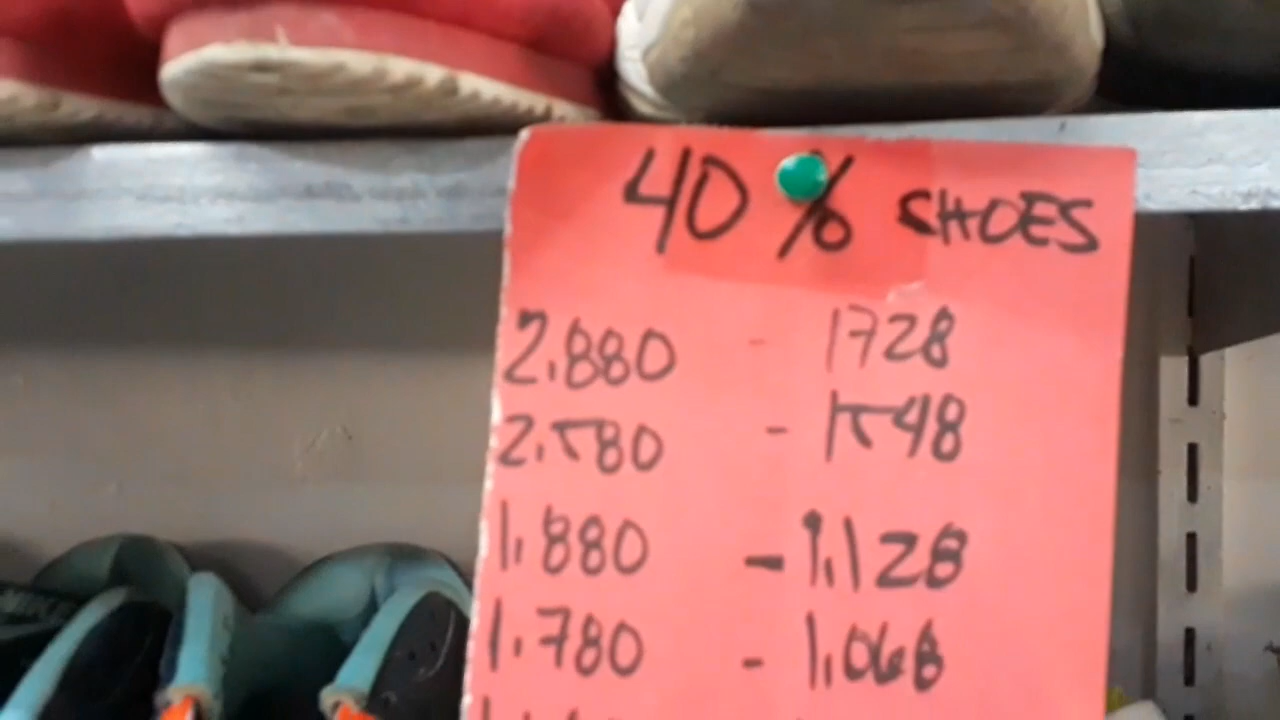 40 % SHOES
2.880 - 1728
2.580 - 1548
1.880 - 1.128
1.780 - 1.068